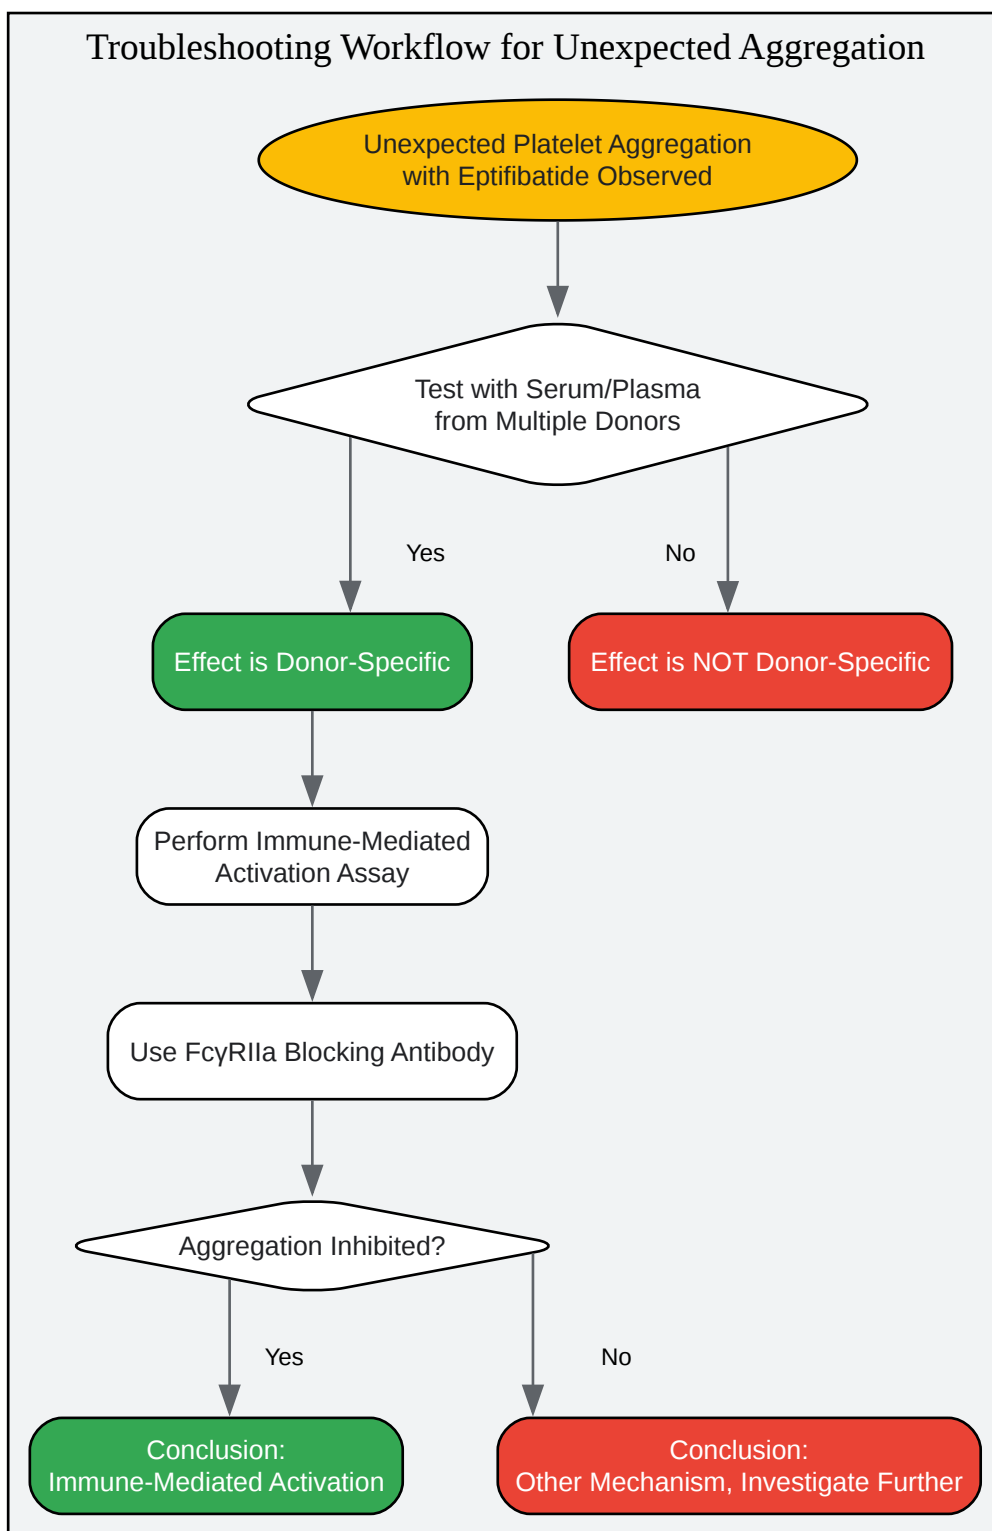 Troubleshooting Workflow for Unexpected Aggregation
Unexpected Platelet Aggregation
with Eptifibatide Observed
Test with Serum/Plasma
from Multiple Donors
Yes
No
Effect is Donor-Specific
Effect is NOT Donor-Specific
Perform Immune-Mediated
Activation Assay
Use FcγRIIa Blocking Antibody
Aggregation Inhibited?
Yes
No
Conclusion:
Immune-Mediated Activation
Conclusion:
Other Mechanism, Investigate Further